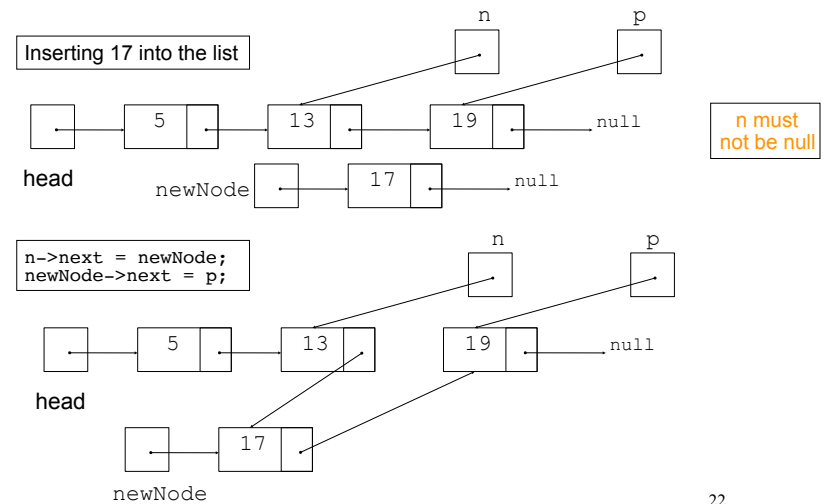 n p
Inserting 17 into the list
5 13 19 null
n must
not be null
head
newNode 17 null
n->next = newNode;
newNode->next = p;
n p
5 13 19 null
head
17
newNode
22